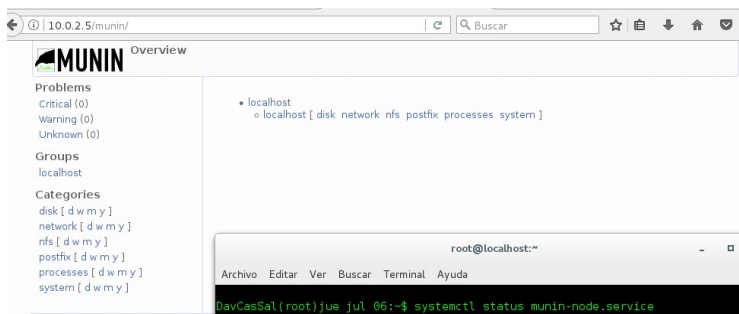 10.0.2.5/munin/
Buscar
MUNIN Overview
Problems
Critical (0)
Warning (0)
Unknown (0)
Groups
localhost
Categories
disk [ d w m y ]
network [ d w m y ]
nfs [ d w m y ]
postfix [ d w m y ]
processes [ d w m y ]
system [ d w m y ]
localhost
localhost [ disk network nfs postfix processes system ]
root@localhost:~
Archivo Editar Ver Buscar Terminal Ayuda
DavCasSal(root)jue jul 06:~$ systemctl status munin-node.service